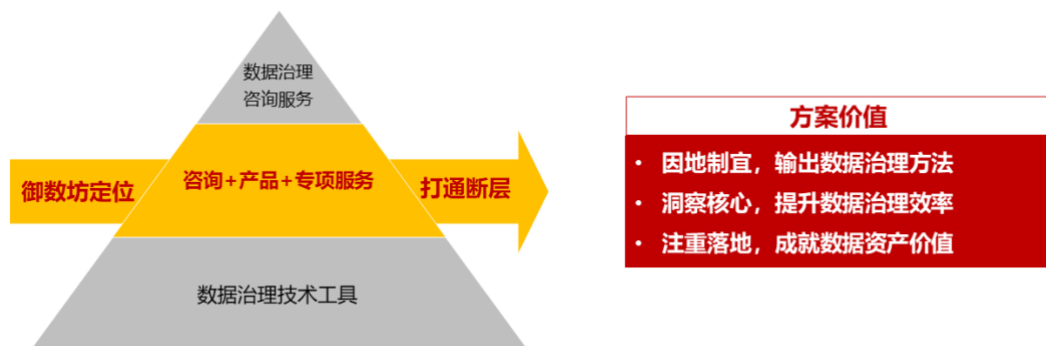 数据治理
咨询服务
御数坊定位
咨询+产品+专项服务
打通断层
数据治理技术工具
方案价值
• 因地制宜，输出数据治理方法
• 洞察核心，提升数据治理效率
• 注重落地，成就数据资产价值